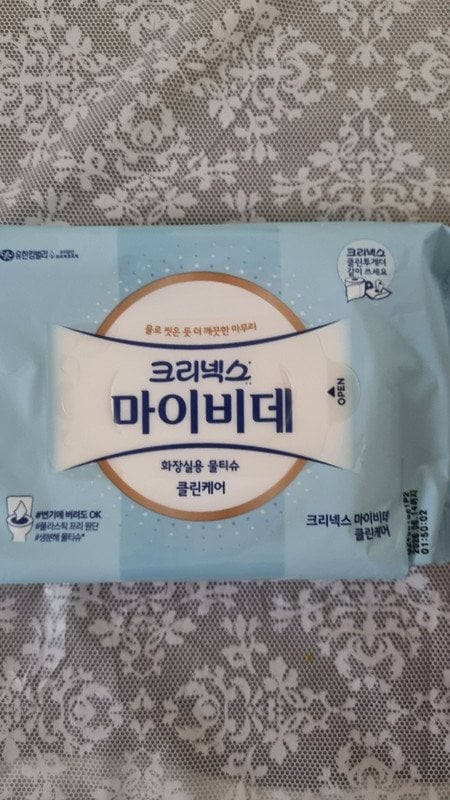 유한킴벌리
크리넥스
클린투게더
같이 쓰세요
물로 씻은 듯 더 깨끗한 마무리
크리넥스
마이비데
OPEN
화장실용 물티슈
클린케어
#변기에 버려도 OK
#플라스틱 프리 원단
#생분해 물티슈*
크리넥스 마이비데
클린케어
01:50:02